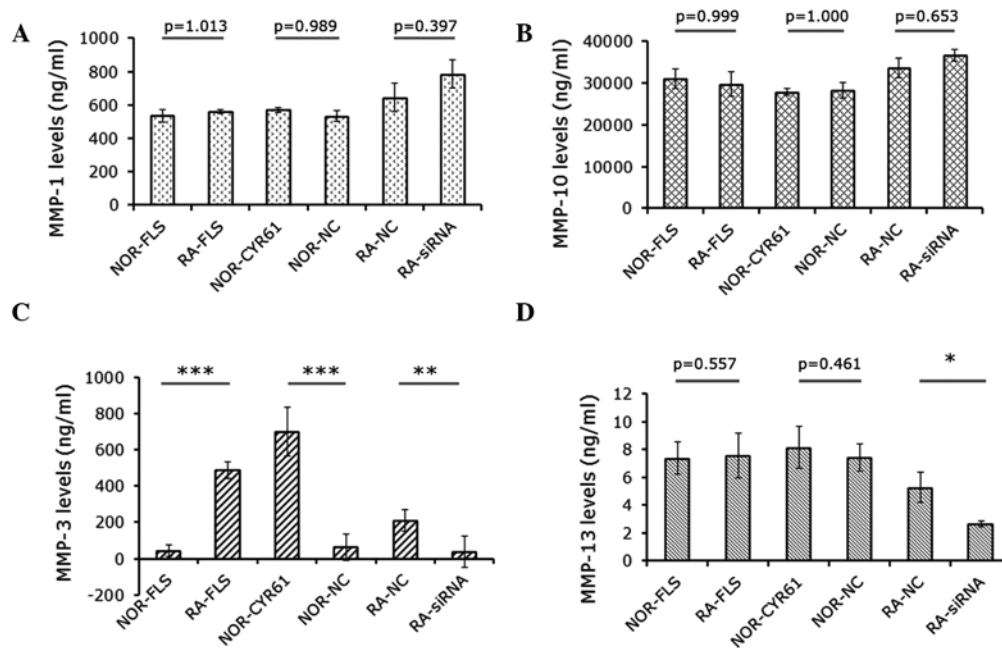 A
p=1.013 p=0.989 p=0.397
MMP-1 levels (ng/ml)
1000
800
600
400
200
0
NOR-FLS RA-FLS NOR-CYR61 NOR-NC RA-NC RA-siRNA
B
p=0.999 p=1.000 p=0.653
MMP-10 levels (ng/ml)
40000
30000
20000
10000
0
NOR-FLS RA-FLS NOR-CYR61 NOR-NC RA-NC RA-siRNA
C
*** *** **
MMP-3 levels (ng/ml)
1000
800
600
400
200
0
-200
NOR-FLS RA-FLS NOR-CYR61 NOR-NC RA-NC RA-siRNA
D
p=0.557 p=0.461 *
MMP-13 levels (ng/ml)
12
10
8
6
4
2
0
NOR-FLS RA-FLS NOR-CYR61 NOR-NC RA-NC RA-siRNA